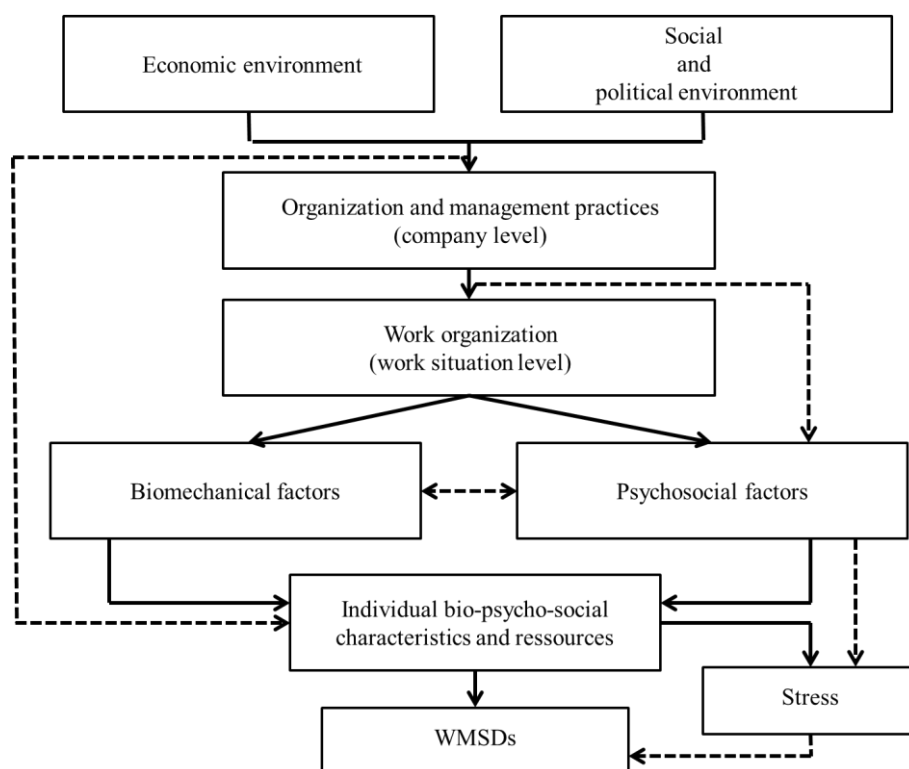 Economic environment
Social
and
political environment
Organization and management practices
(company level)
Work organization
(work situation level)
Biomechanical factors
Psychosocial factors
Individual bio-psycho-social
characteristics and ressources
Stress
WMSDs